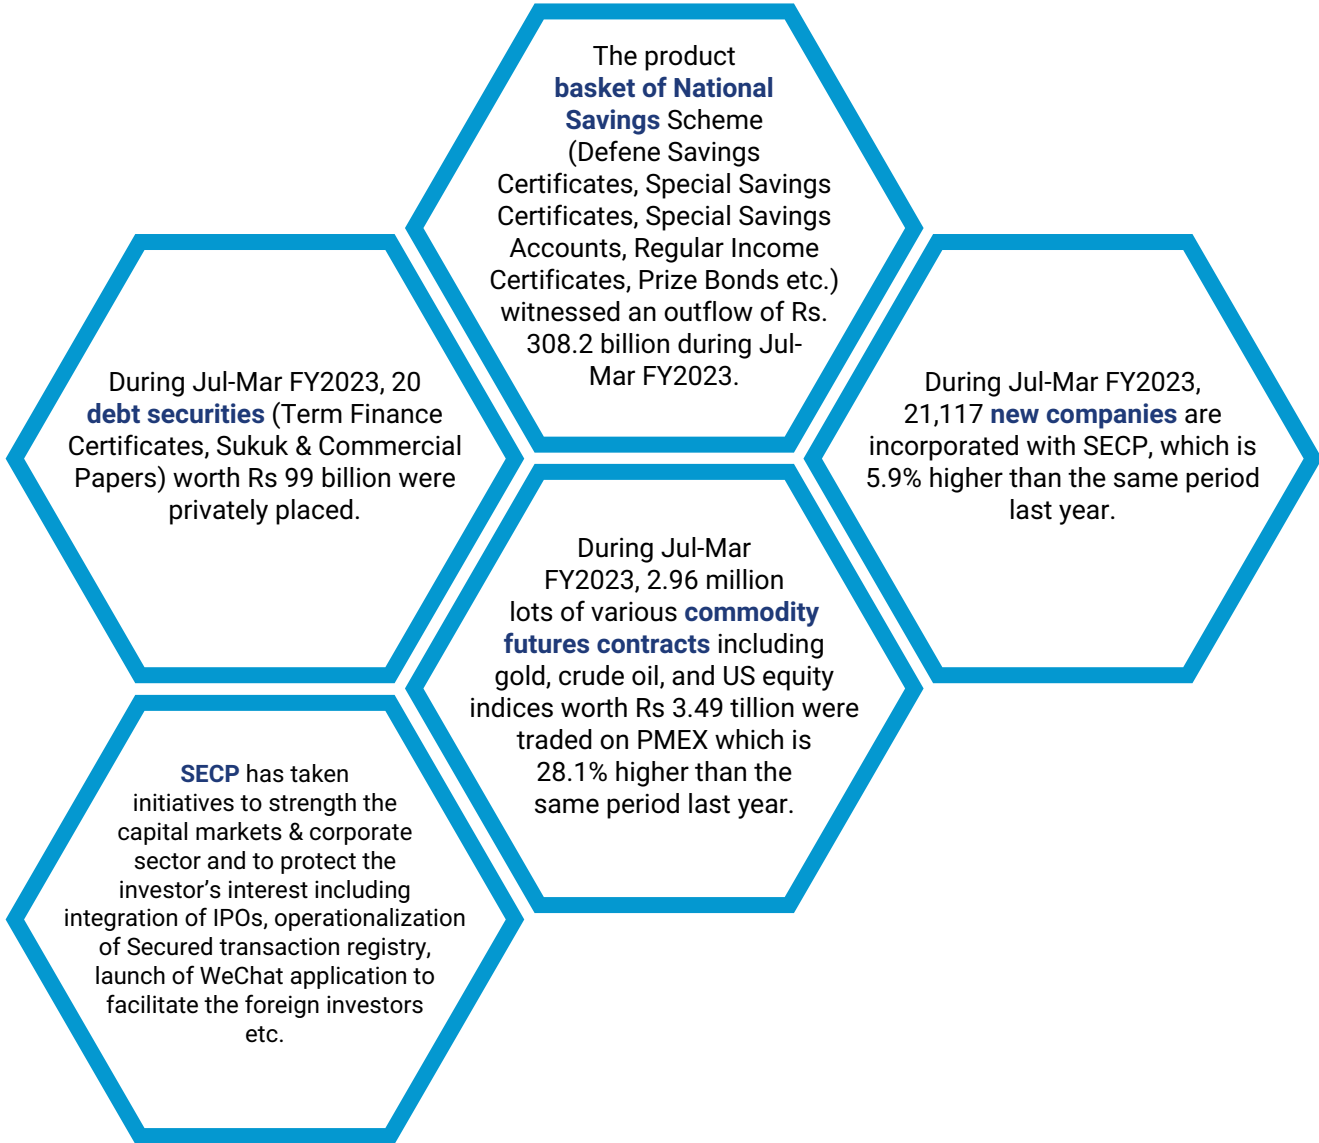 The product
basket of National
Savings Scheme
(Defene Savings
Certificates, Special Savings
Certificates, Special Savings
Accounts, Regular Income
Certificates, Prize Bonds etc.)
witnessed an outflow of Rs.
308.2 billion during Jul-
Mar FY2023.
During Jul-Mar FY2023, 20
debt securities (Term Finance
Certificates, Sukuk & Commercial
Papers) worth Rs 99 billion were
privately placed.
During Jul-Mar FY2023,
21,117 new companies are
incorporated with SECP, which is
5.9% higher than the same period
last year.
During Jul-Mar
FY2023, 2.96 million
lots of various commodity
futures contracts including
gold, crude oil, and US equity
indices worth Rs 3.49 tillion were
traded on PMEX which is
28.1% higher than the
same period last year.
SECP has taken
initiatives to strength the
capital markets & corporate
sector and to protect the
investor’s interest including
integration of IPOs, operationalization
of Secured transaction registry,
launch of WeChat application to
facilitate the foreign investors
etc.